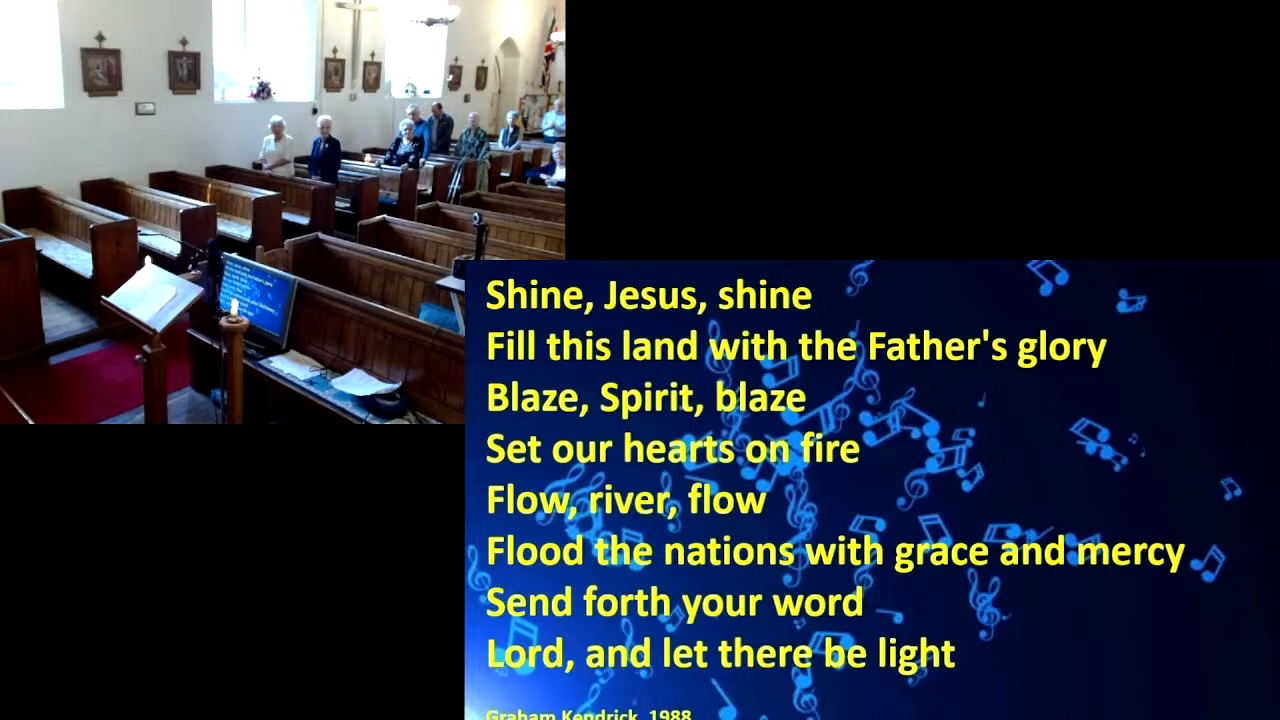 Shine, Jesus, shine
Fill this land with the Father's glory
Blaze, Spirit, blaze
Set our hearts on fire
Flow, river, flow
Flood the nations with grace and mercy
Send forth your word
Lord, and let there be light
Graham Kendrick, 1988